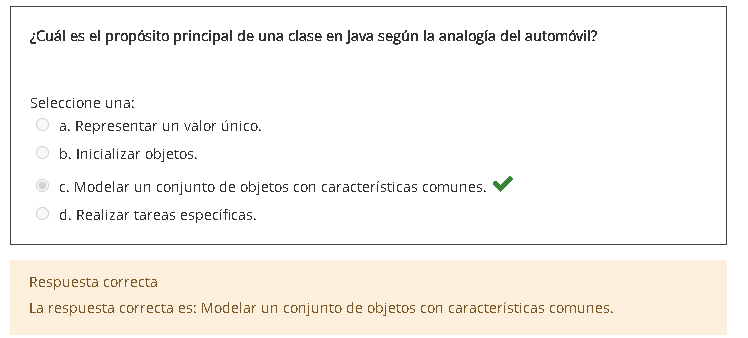 ¿Cuál es el propósito principal de una clase en Java según la analogía del automóvil?
Seleccione una:
a. Representar un valor único.
b. Inicializar objetos.
c. Modelar un conjunto de objetos con características comunes.
d. Realizar tareas específicas.
Respuesta correcta
La respuesta correcta es: Modelar un conjunto de objetos con características comunes.